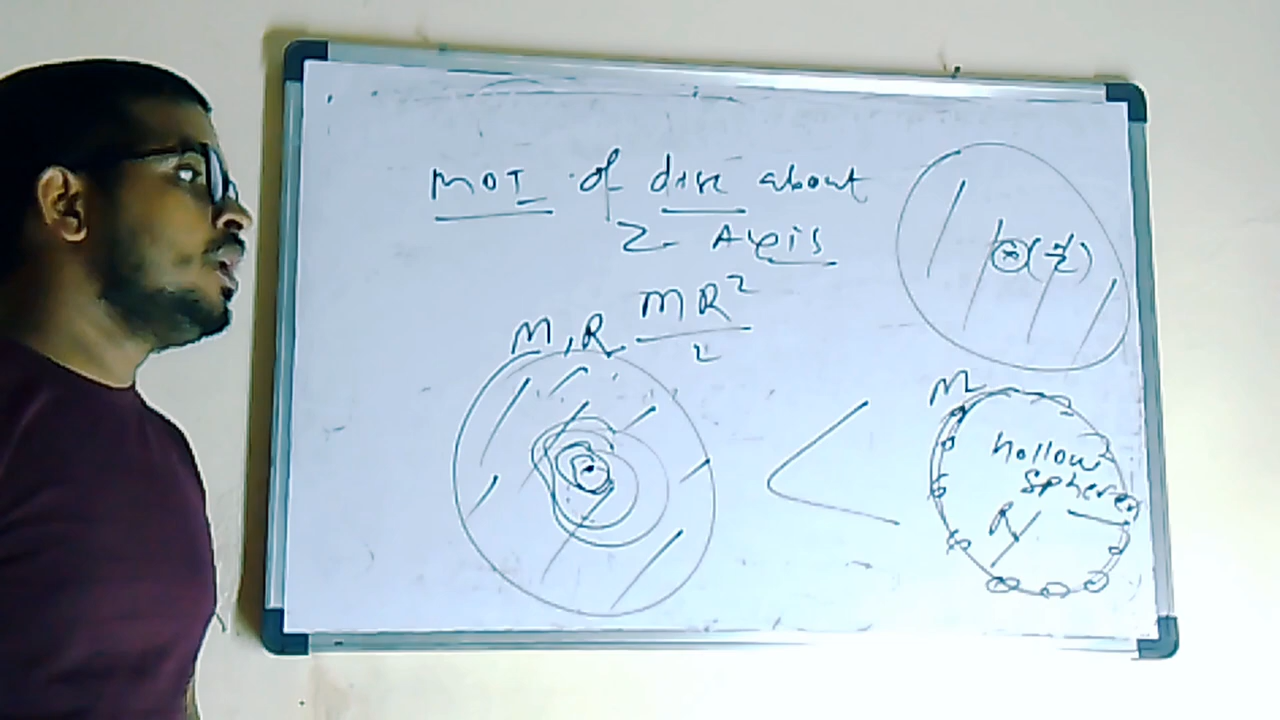 MOI of disc about
Z- Axis
M, R
MR²
2
M
hollow
Sphere
R